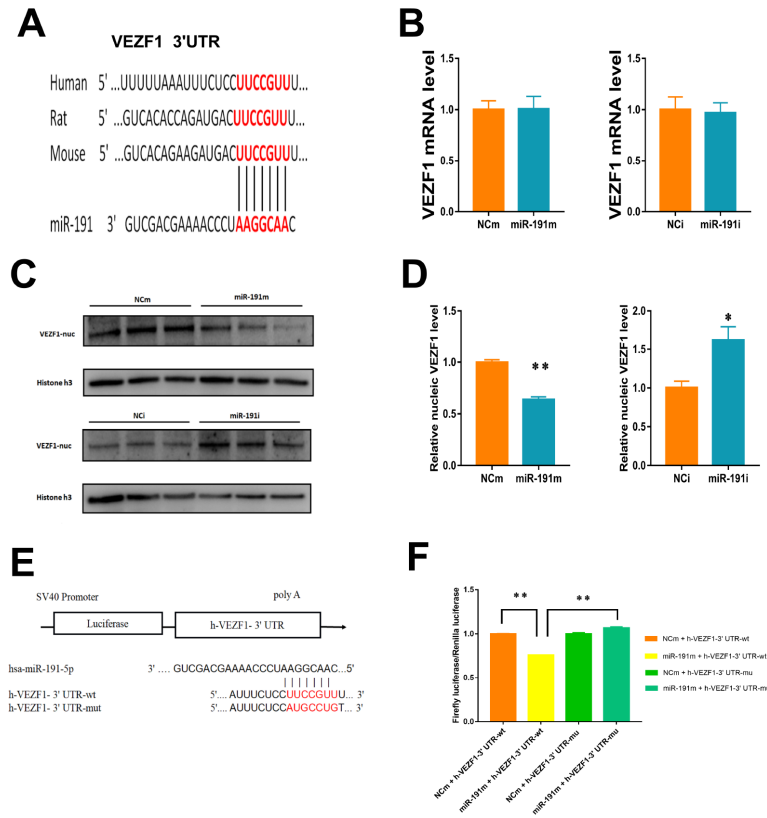 A
VEZF1 3'UTR
Human 5' ...UUUUUAAAUUUCUCCUUCCGUUU...
Rat 5' ...GUCACACCAGAUGACUUCCGUUU...
Mouse 5' ...GUCACAGAAGAUGACUUCCGUUU...
miR-191 3' GUCGACGAAAACCCUAAGGCAAC
B
VEZF1 mRNA level
1.5
1.0
0.5
0.0
NCm miR-191m
VEZF1 mRNA level
1.5
1.0
0.5
0.0
NCi miR-191i
C
NCm miR-191m
VEZF1-nuc
Histone h3
NCi miR-191i
VEZF1-nuc
Histone h3
D
Relative nucleic VEZF1 level
1.5
1.0
0.5
0.0
**
NCm miR-191m
Relative nucleic VEZF1 level
2.0
1.5
1.0
0.5
0.0
*
NCi miR-191i
E
SV40 Promoter poly A
Luciferase h-VEZF1- 3' UTR
hsa-miR-191-5p 3' .... GUCGACGAAAACCCUAAGGCAAC...5'
h-VEZF1- 3' UTR-wt 5'.... AUUUCUCCUUCCGUUU... 3'
h-VEZF1- 3' UTR-mut 5'.... AUUUCUCCAUGCCUGT... 3'
F
Firefly luciferase/Renilla luciferase
1.5
1.0
0.5
0.0
** **
NCm + h-VEZF1-3' UTR-wt
miR-191m + h-VEZF1-3' UTR-wt
NCm + h-VEZF1-3' UTR-mu
miR-191m + h-VEZF1-3' UTR-mu
NCm + h-VEZF1-3' UTR-wt
miR-191m + h-VEZF1-3' UTR-wt
NCm + h-VEZF1-3' UTR-mu
miR-191m + h-VEZF1-3' UTR-mu